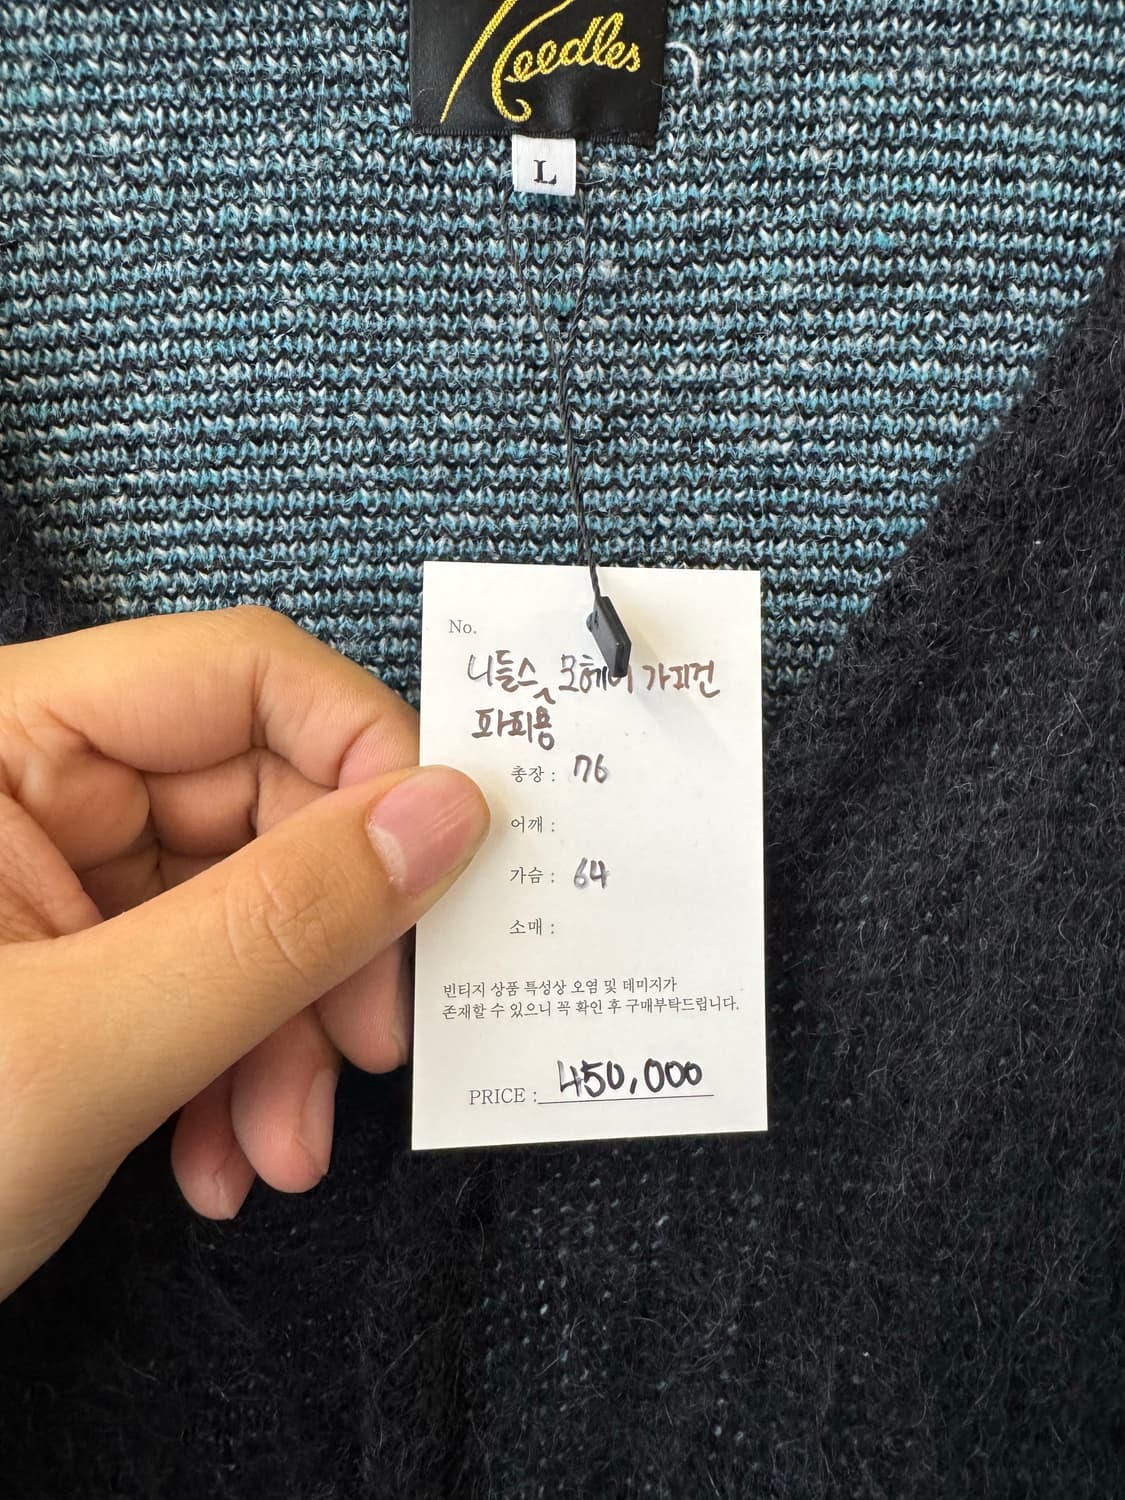 Needles
L
No.
니들스 모헤어 가피건
파피용
총장 : 76
어깨 :
가슴 : 64
소매 :
빈티지 상품 특성상 오염 및 데미지가
존재할 수 있으니 꼭 확인 후 구매부탁드립니다.
PRICE : 450,000